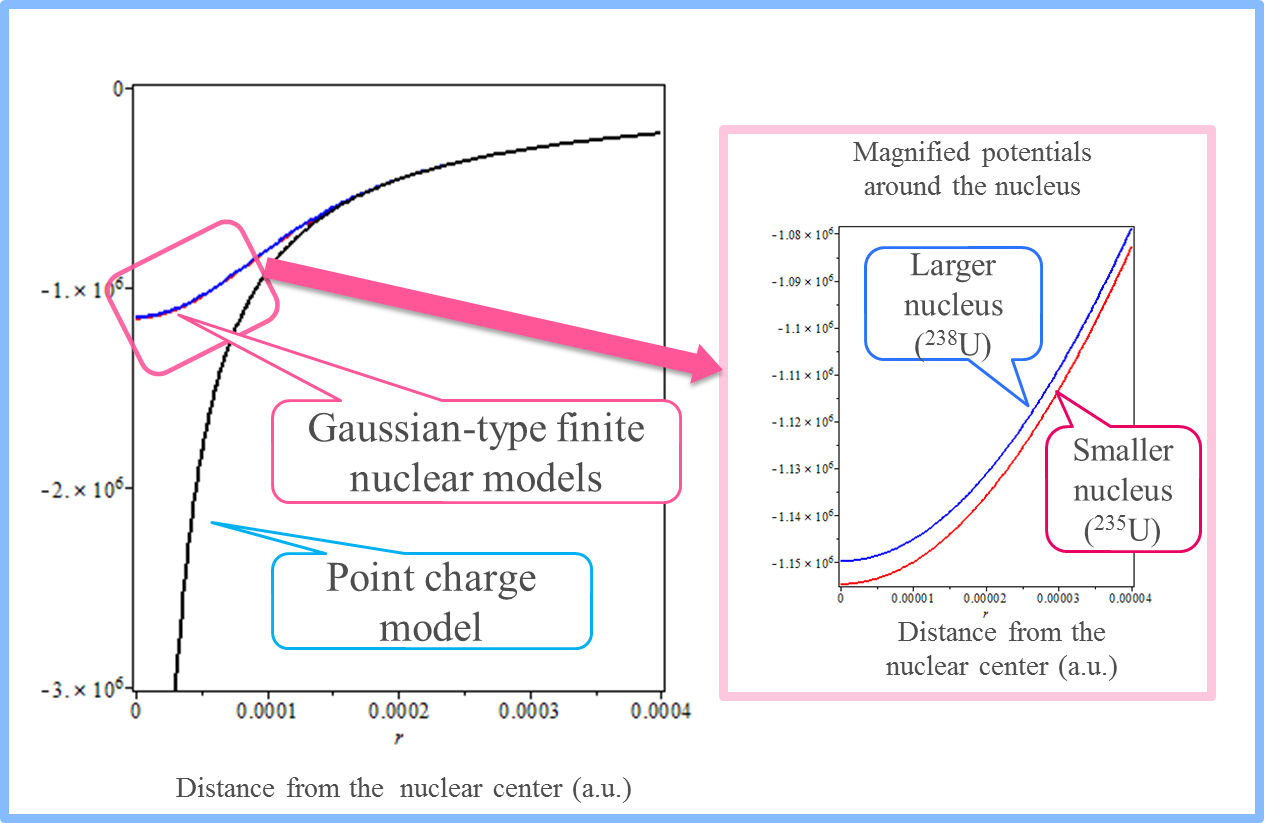 0
-1. × 10⁶
-2. × 10⁶
-3. × 10⁶
0
0.0001
0.0002
0.0003
0.0004
r
Distance from the nuclear center (a.u.)
Gaussian-type finite
nuclear models
Point charge
model
Magnified potentials
around the nucleus
-1.08 × 10⁶
-1.09 × 10⁶
-1.1 × 10⁶
-1.11 × 10⁶
-1.12 × 10⁶
-1.13 × 10⁶
-1.14 × 10⁶
-1.15 × 10⁶
Larger
nucleus
(²³⁸U)
Smaller
nucleus
(²³⁵U)
0
0.00001
0.00002
0.00003
0.00004
r
Distance from the
nuclear center (a.u.)